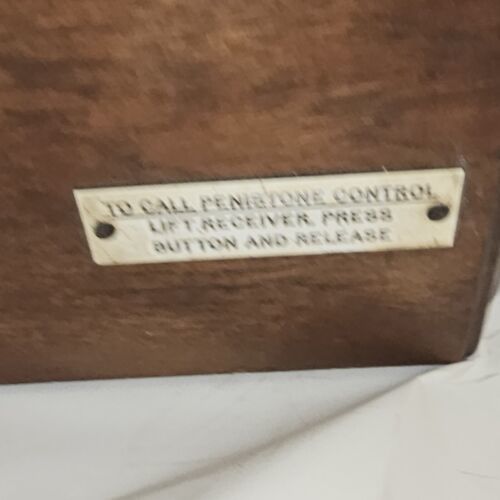 TO CALL PENISTONE CONTROL
LIFT RECEIVER PRESS
BUTTON AND RELEASE